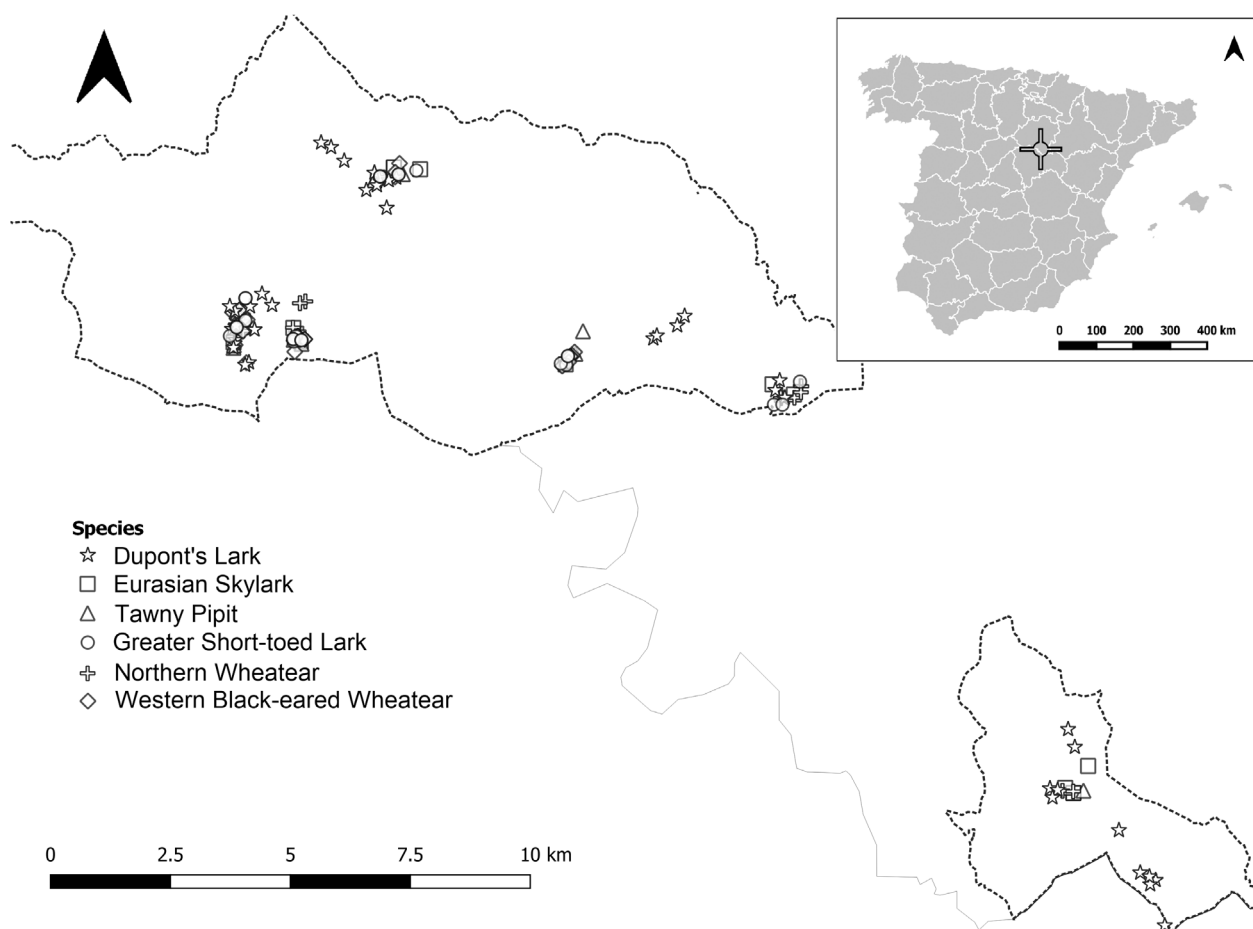 0 100 200 300 400 km
Species
Dupont's Lark
Eurasian Skylark
Tawny Pipit
Greater Short-toed Lark
Northern Wheatear
Western Black-eared Wheatear
0 2.5 5 7.5 10 km